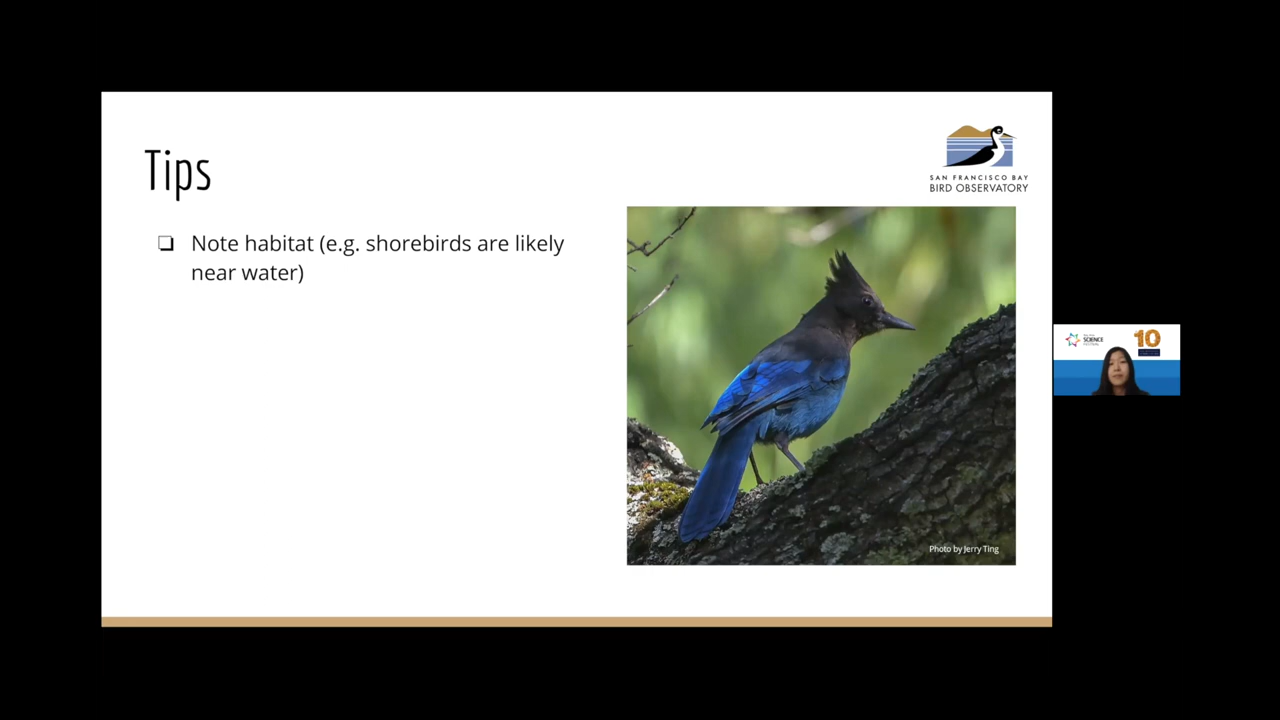 Tips
SAN FRANCISCO BAY
BIRD OBSERVATORY
❏ Note habitat (e.g. shorebirds are likely
near water)
Photo by Jerry Ting
SCIENCE
FESTIVAL
10